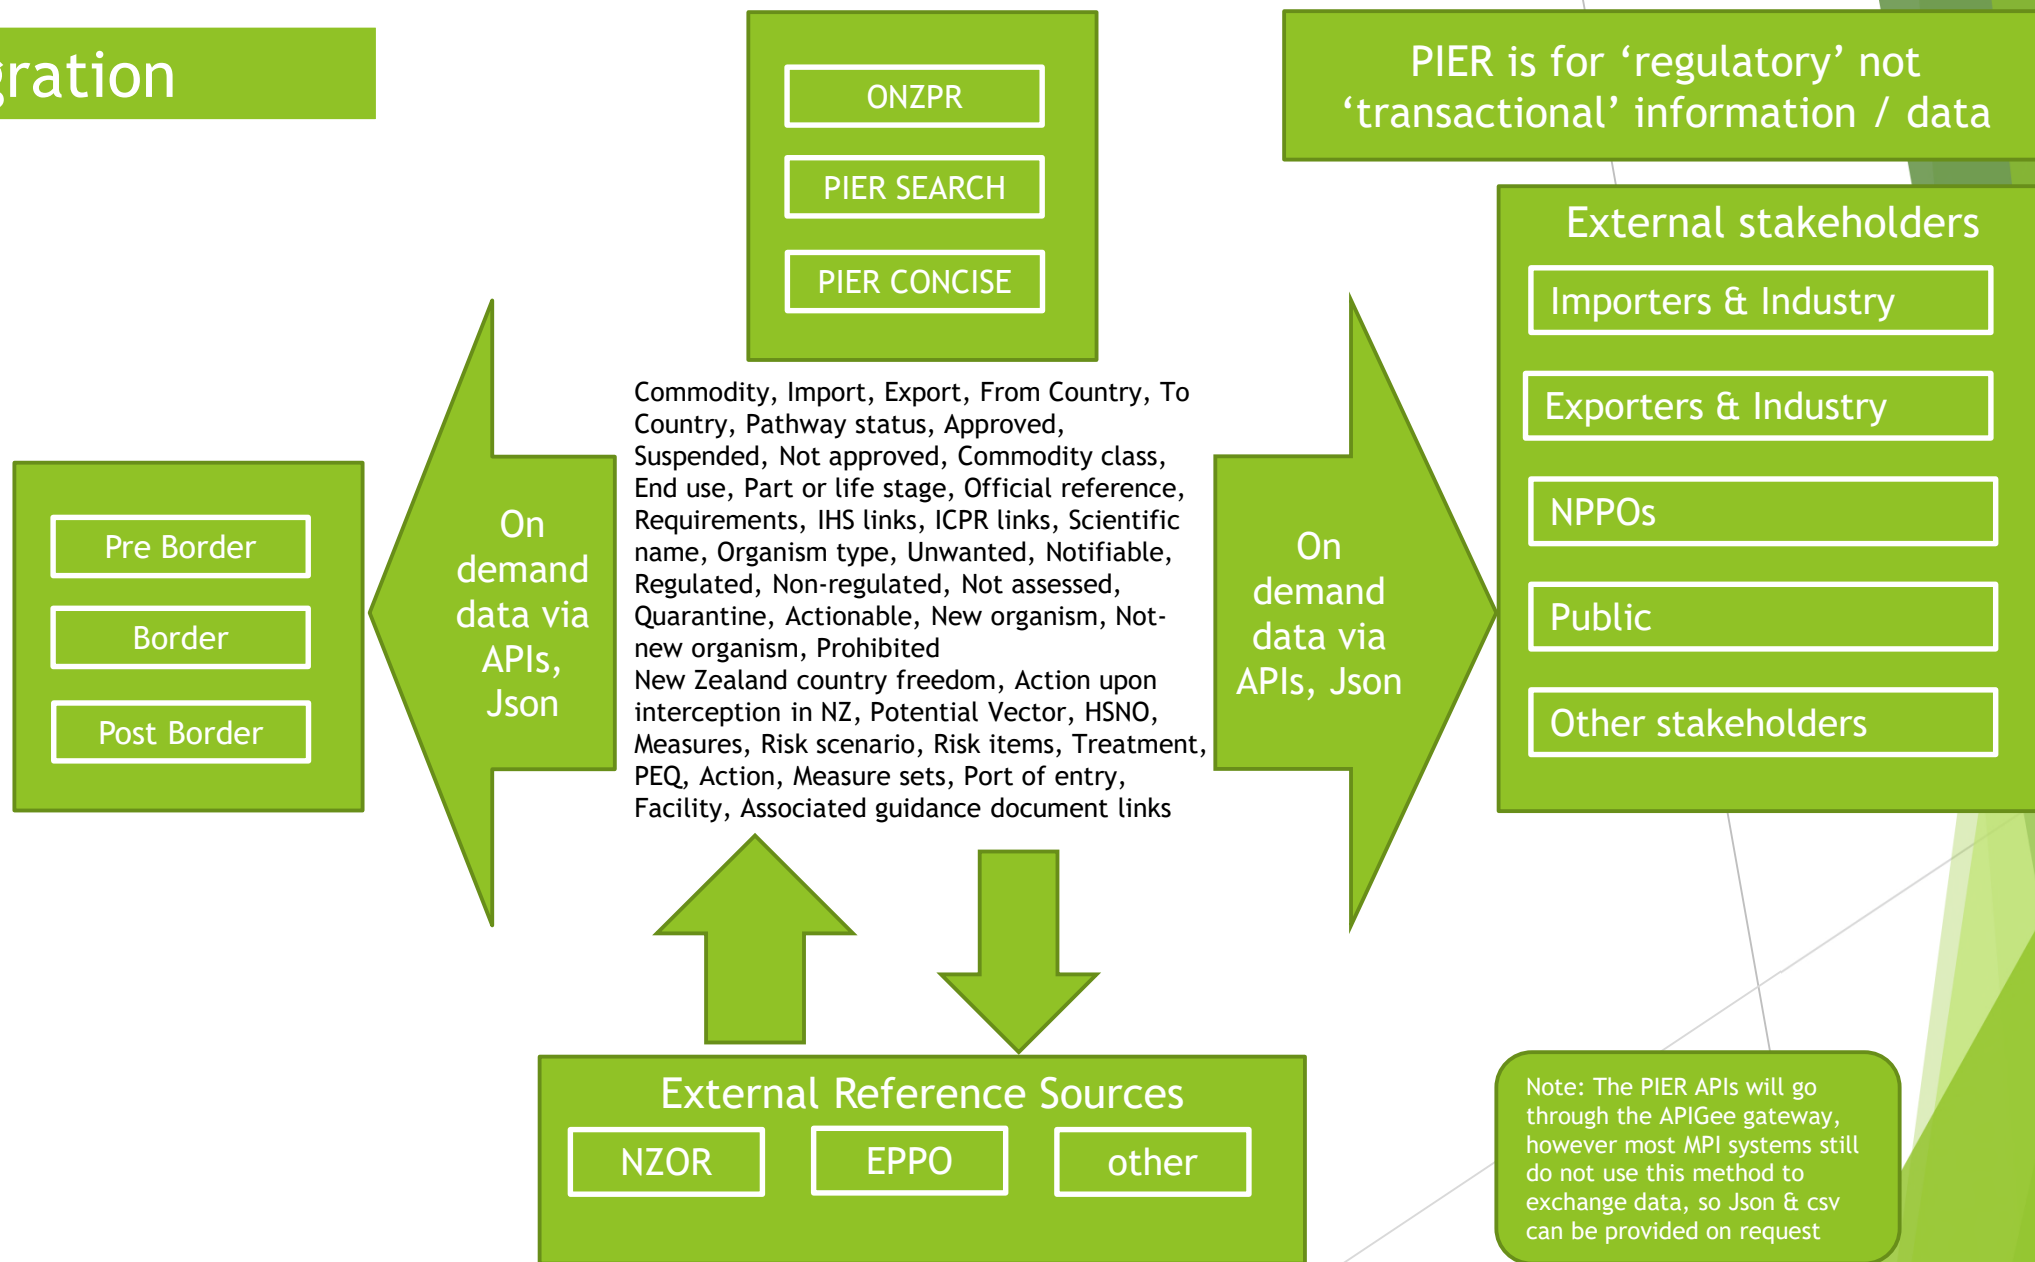 gration
ONZPR
PIER SEARCH
PIER CONCISE
PIER is for ‘regulatory’ not
‘transactional’ information / data
Pre Border
Border
Post Border
On
demand
data via
APIs,
Json
Commodity, Import, Export, From Country, To
Country, Pathway status, Approved,
Suspended, Not approved, Commodity class,
End use, Part or life stage, Official reference,
Requirements, IHS links, ICPR links, Scientific
name, Organism type, Unwanted, Notifiable,
Regulated, Non-regulated, Not assessed,
Quarantine, Actionable, New organism, Not-
new organism, Prohibited
New Zealand country freedom, Action upon
interception in NZ, Potential Vector, HSNO,
Measures, Risk scenario, Risk items, Treatment,
PEQ, Action, Measure sets, Port of entry,
Facility, Associated guidance document links
On
demand
data via
APIs, Json
External stakeholders
Importers & Industry
Exporters & Industry
NPPOs
Public
Other stakeholders
External Reference Sources
NZOR
EPPO
other
Note: The PIER APIs will go
through the APIGee gateway,
however most MPI systems still
do not use this method to
exchange data, so Json & csv
can be provided on request